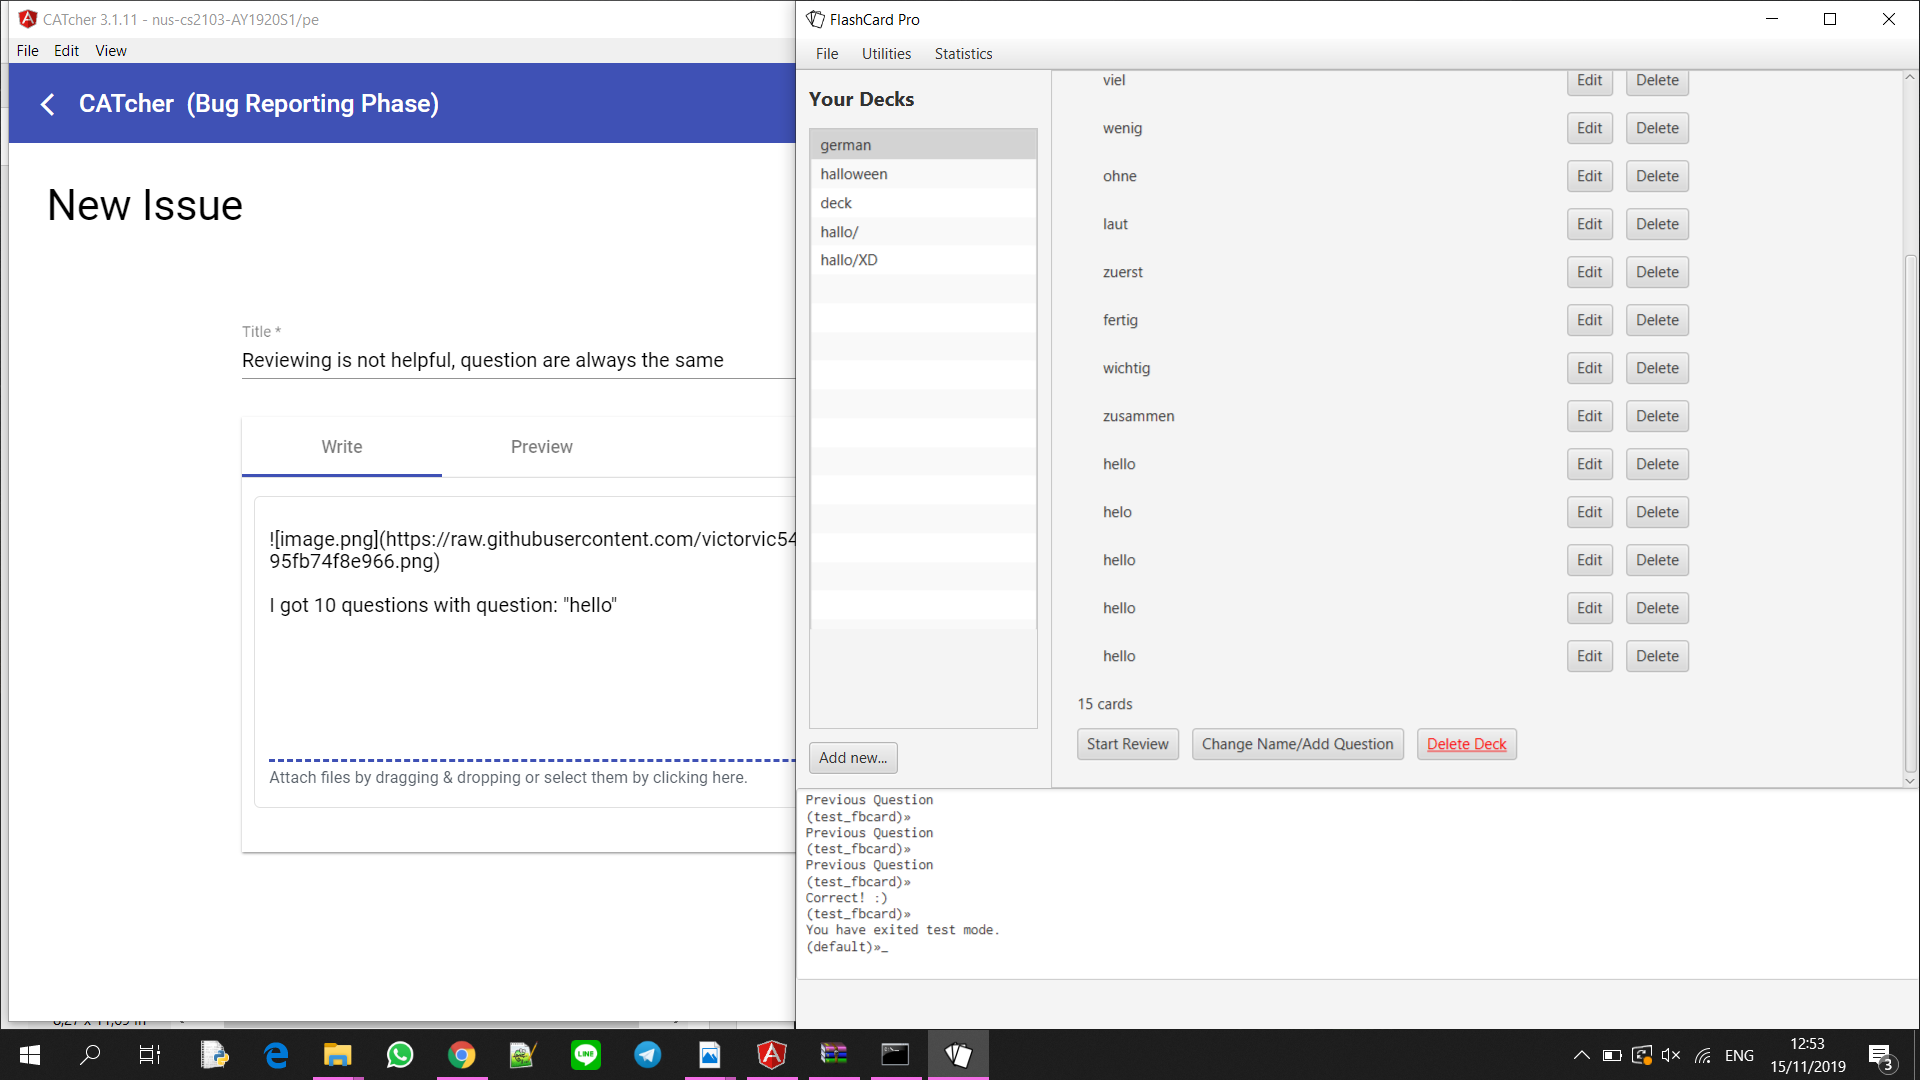 CATcher 3.1.11 - nus-cs2103-AY1920S1/pe
File Edit View
CATcher (Bug Reporting Phase)
New Issue
Title *
Reviewing is not helpful, question are always the same
Write Preview
![image.png](https://raw.githubusercontent.com/victorvic54
95fb74f8e966.png)
I got 10 questions with question: "hello"
Attach files by dragging & dropping or select them by clicking here.
FlashCard Pro
File Utilities Statistics
Your Decks
german
halloween
deck
hallo/
hallo/XD
Add new...
viel Edit Delete
wenig Edit Delete
ohne Edit Delete
laut Edit Delete
zuerst Edit Delete
fertig Edit Delete
wichtig Edit Delete
zusammen Edit Delete
hello Edit Delete
helo Edit Delete
hello Edit Delete
hello Edit Delete
hello Edit Delete
15 cards
Start Review Change Name/Add Question Delete Deck
Previous Question
(test_fbcard)»
Previous Question
(test_fbcard)»
Previous Question
(test_fbcard)»
Correct! :)
(test_fbcard)»
You have exited test mode.
(default)»_
LINE
ENG
12:53
15/11/2019
3